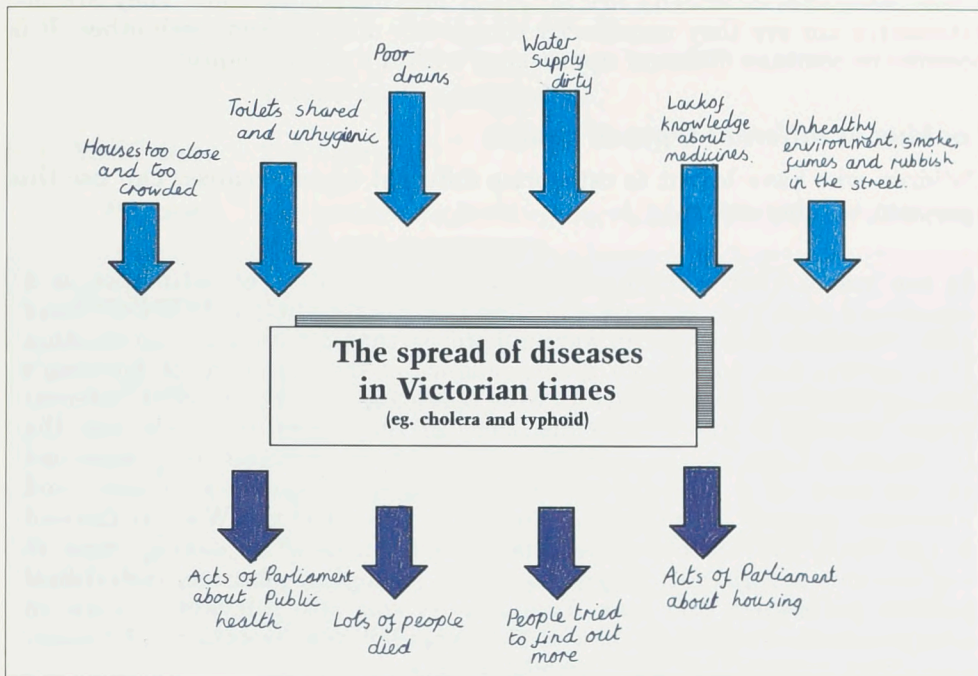 Houses too close
and too
crowded
Toilets shared
and unhygienic
Poor
drains
Water
supply
dirty
Lack of
knowledge
about
medicines.
Unhealthy
environment, smoke,
fumes and rubbish
in the street.
The spread of diseases
in Victorian times
(eg. cholera and typhoid)
Acts of Parliament
about Public
health
Lots of people
died
People tried
to find out
more
Acts of Parliament
about housing